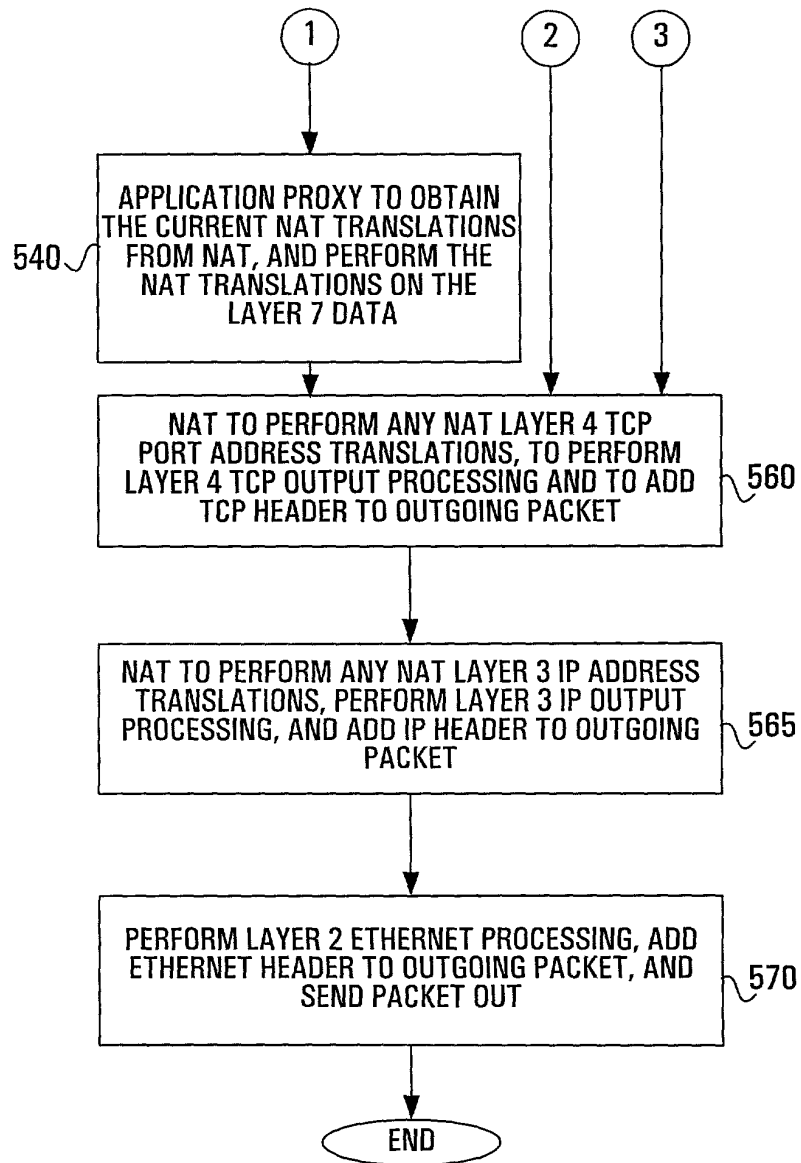 1
2
3
APPLICATION PROXY TO OBTAIN
THE CURRENT NAT TRANSLATIONS
FROM NAT, AND PERFORM THE
NAT TRANSLATIONS ON THE
LAYER 7 DATA
540
NAT TO PERFORM ANY NAT LAYER 4 TCP
PORT ADDRESS TRANSLATIONS, TO PERFORM
LAYER 4 TCP OUTPUT PROCESSING AND TO ADD
TCP HEADER TO OUTGOING PACKET
560
NAT TO PERFORM ANY NAT LAYER 3 IP ADDRESS
TRANSLATIONS, PERFORM LAYER 3 IP OUTPUT
PROCESSING, AND ADD IP HEADER TO OUTGOING
PACKET
565
PERFORM LAYER 2 ETHERNET PROCESSING, ADD
ETHERNET HEADER TO OUTGOING PACKET, AND
SEND PACKET OUT
570
END